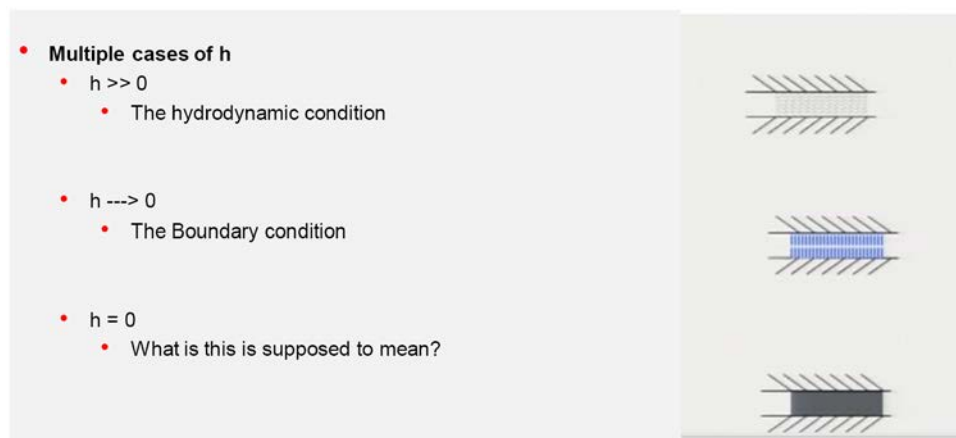 Multiple cases of h
h >> 0
The hydrodynamic condition
h ---> 0
The Boundary condition
h = 0
What is this is supposed to mean?